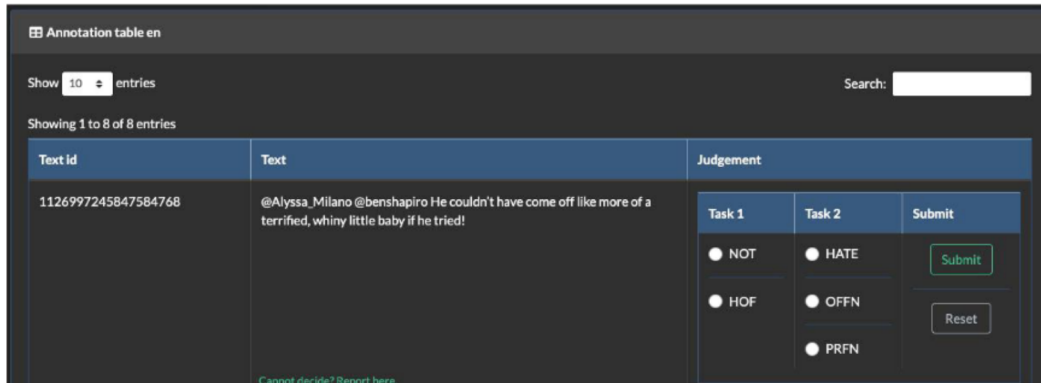 Annotation table en
Show 10 entries
Search:
Showing 1 to 8 of 8 entries
Text id Text Judgement
1126997245847584768
@Alyssa_Milano @benshapiro He couldn't have come off like more of a
terrified, whiny little baby if he tried!
Task 1 Task 2 Submit
NOT HATE Submit
HOF OFFN Reset
PRFN
Cannot decide? Report here